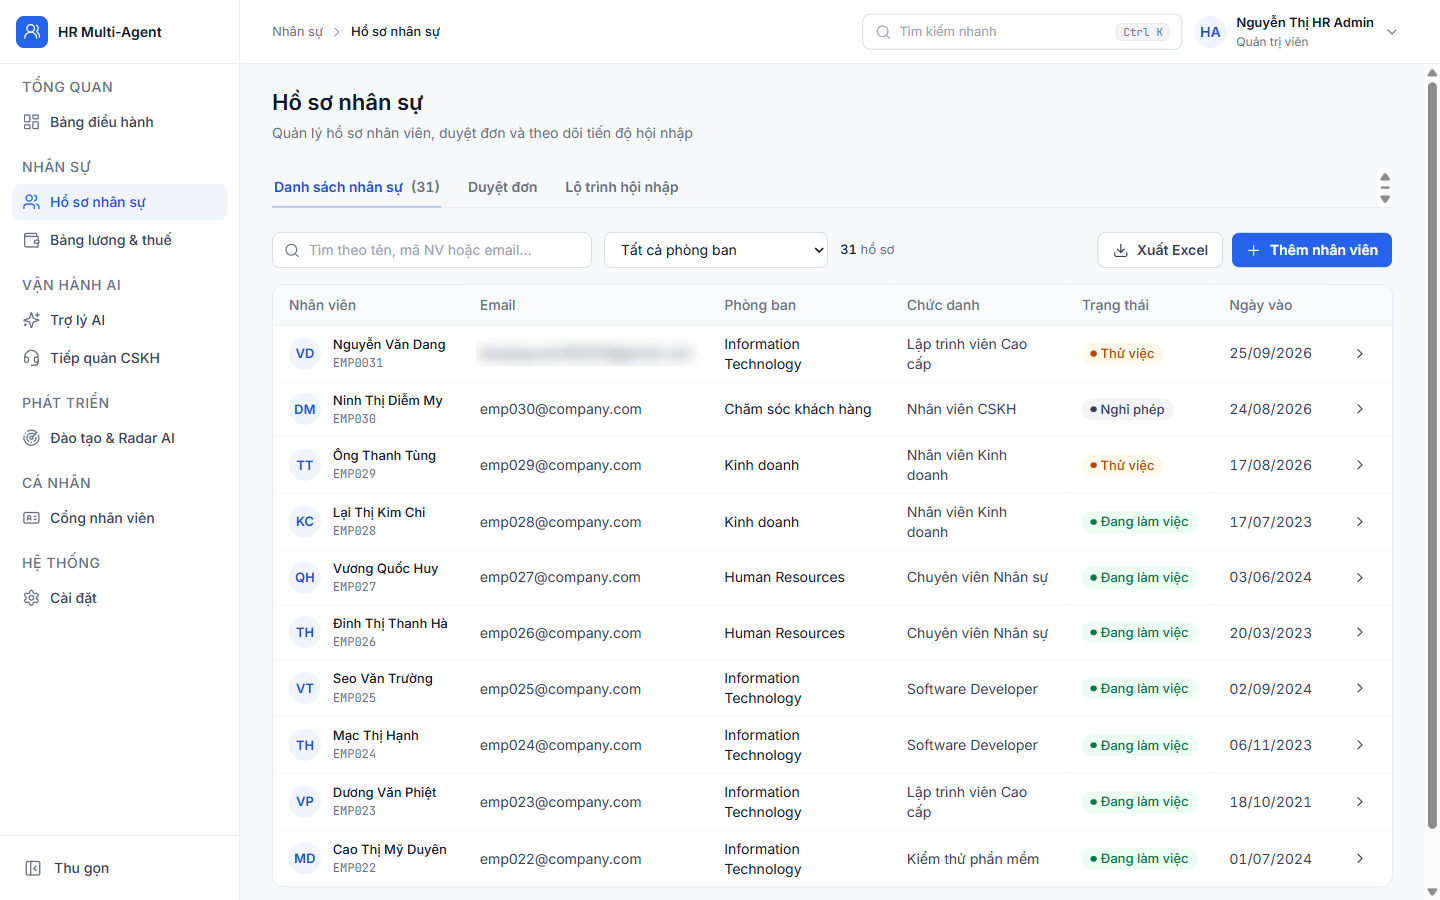 HR Multi-Agent
Nhân sự > Hồ sơ nhân sự
Tìm kiếm nhanh
Ctrl K
HA
Nguyễn Thị HR Admin
Quản trị viên
TỔNG QUAN
Bảng điều hành
NHÂN SỰ
Hồ sơ nhân sự
Bảng lương & thuế
VẬN HÀNH AI
Trợ lý AI
Tiếp quản CSKH
PHÁT TRIỂN
Đào tạo & Radar AI
CÁ NHÂN
Cổng nhân viên
HỆ THỐNG
Cài đặt
Thu gọn
Hồ sơ nhân sự
Quản lý hồ sơ nhân viên, duyệt đơn và theo dõi tiến độ hội nhập
Danh sách nhân sự (31)
Duyệt đơn
Lộ trình hội nhập
Tìm theo tên, mã NV hoặc email...
Tất cả phòng ban
31 hồ sơ
Xuất Excel
Thêm nhân viên
Nhân viên
Email
Phòng ban
Chức danh
Trạng thái
Ngày vào
VD
Nguyễn Văn Dang
EMP0031
Information
Technology
Lập trình viên Cao
cấp
Thử việc
25/09/2026
DM
Ninh Thị Diễm My
EMP030
emp030@company.com
Chăm sóc khách hàng
Nhân viên CSKH
Nghỉ phép
24/08/2026
TT
Ông Thanh Tùng
EMP029
emp029@company.com
Kinh doanh
Nhân viên Kinh
doanh
Thử việc
17/08/2026
KC
Lại Thị Kim Chi
EMP028
emp028@company.com
Kinh doanh
Nhân viên Kinh
doanh
Đang làm việc
17/07/2023
QH
Vương Quốc Huy
EMP027
emp027@company.com
Human Resources
Chuyên viên Nhân sự
Đang làm việc
03/06/2024
TH
Đinh Thị Thanh Hà
EMP026
emp026@company.com
Human Resources
Chuyên viên Nhân sự
Đang làm việc
20/03/2023
VT
Seo Văn Trường
EMP025
emp025@company.com
Information
Technology
Software Developer
Đang làm việc
02/09/2024
TH
Mạc Thị Hạnh
EMP024
emp024@company.com
Information
Technology
Software Developer
Đang làm việc
06/11/2023
VP
Dương Văn Phiệt
EMP023
emp023@company.com
Information
Technology
Lập trình viên Cao
cấp
Đang làm việc
18/10/2021
MD
Cao Thị Mỹ Duyên
EMP022
emp022@company.com
Information
Technology
Kiểm thử phần mềm
Đang làm việc
01/07/2024